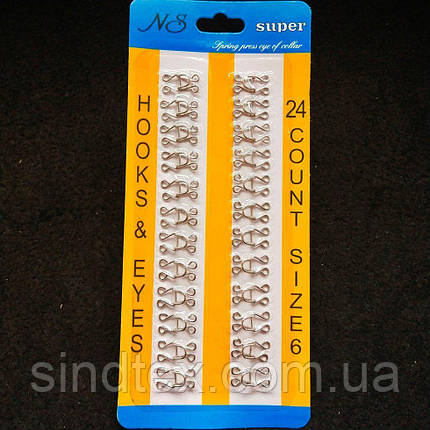 NS
super
Spring press eye of collar
HOOKS & EYES
24 COUNT SIZE 6
sindtex.com.ua